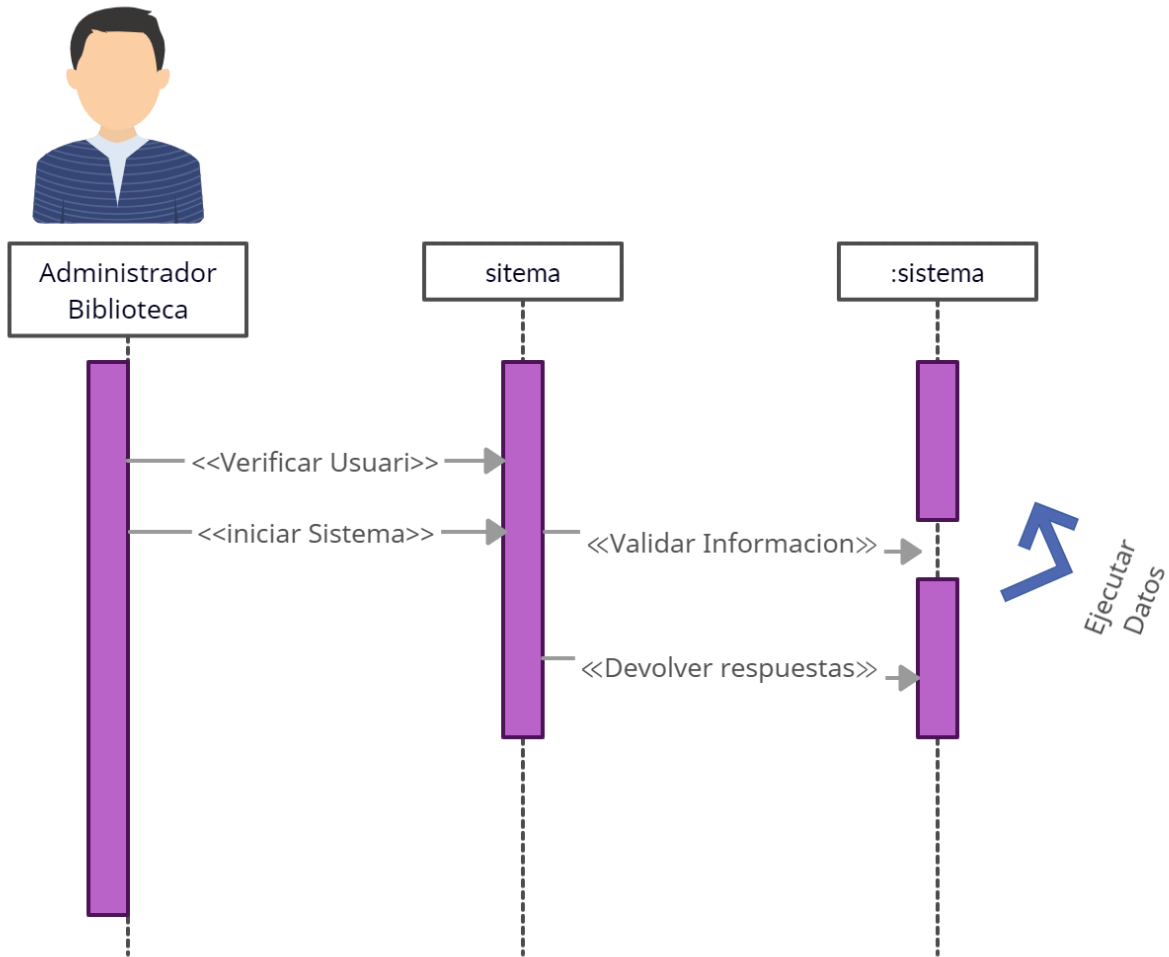 Administrador
Biblioteca
sitema
:sistema
<<Verificar Usuari>>
<<iniciar Sistema>>
≪Validar Informacion≫
Ejecutar
Datos
≪Devolver respuestas≫